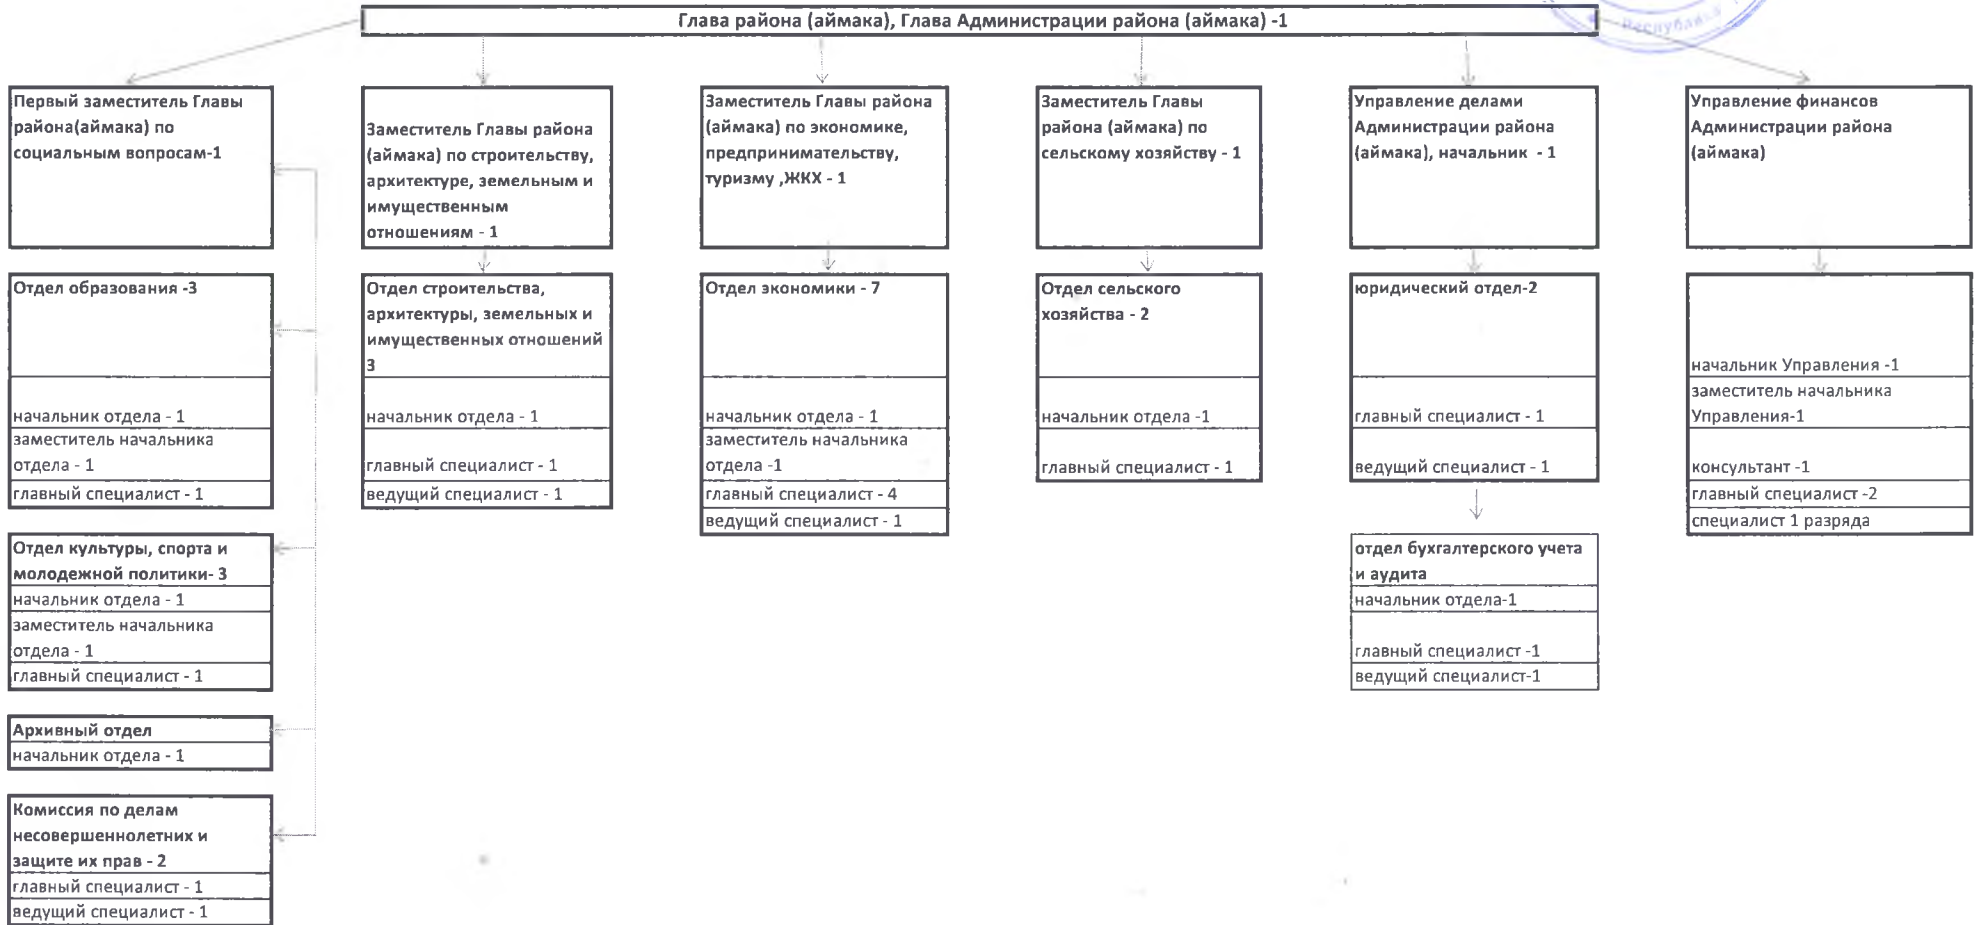 Глава района (аймака), Глава Администрации района (аймака) -1
Республика
Первый заместитель Главы
района(аймака) по
социальным вопросам-1
Заместитель Главы района
(аймака) по строительству,
архитектуре, земельным и
имущественным
отношениям - 1
Заместитель Главы района
(аймака) по экономике,
предпринимательству,
туризму ,ЖКХ - 1
Заместитель Главы
района (аймака) по
сельскому хозяйству - 1
Управление делами
Администрации района
(аймака), начальник - 1
Управление финансов
Администрации района
(аймака)
Отдел образования -3
начальник отдела - 1
заместитель начальника
отдела - 1
главный специалист - 1
Отдел строительства,
архитектуры, земельных и
имущественных отношений
3
начальник отдела - 1
главный специалист - 1
ведущий специалист - 1
Отдел экономики - 7
начальник отдела - 1
заместитель начальника
отдела -1
главный специалист - 4
ведущий специалист - 1
Отдел сельского
хозяйства - 2
начальник отдела -1
главный специалист - 1
юридический отдел-2
главный специалист - 1
ведущий специалист - 1
начальник Управления -1
заместитель начальника
Управления-1
консультант -1
главный специалист -2
специалист 1 разряда
Отдел культуры, спорта и
молодежной политики- 3
начальник отдела - 1
заместитель начальника
отдела - 1
главный специалист - 1
отдел бухгалтерского учета
и аудита
начальник отдела-1
главный специалист -1
ведущий специалист-1
Архивный отдел
начальник отдела - 1
Комиссия по делам
несовершеннолетних и
защите их прав - 2
главный специалист - 1
ведущий специалист - 1